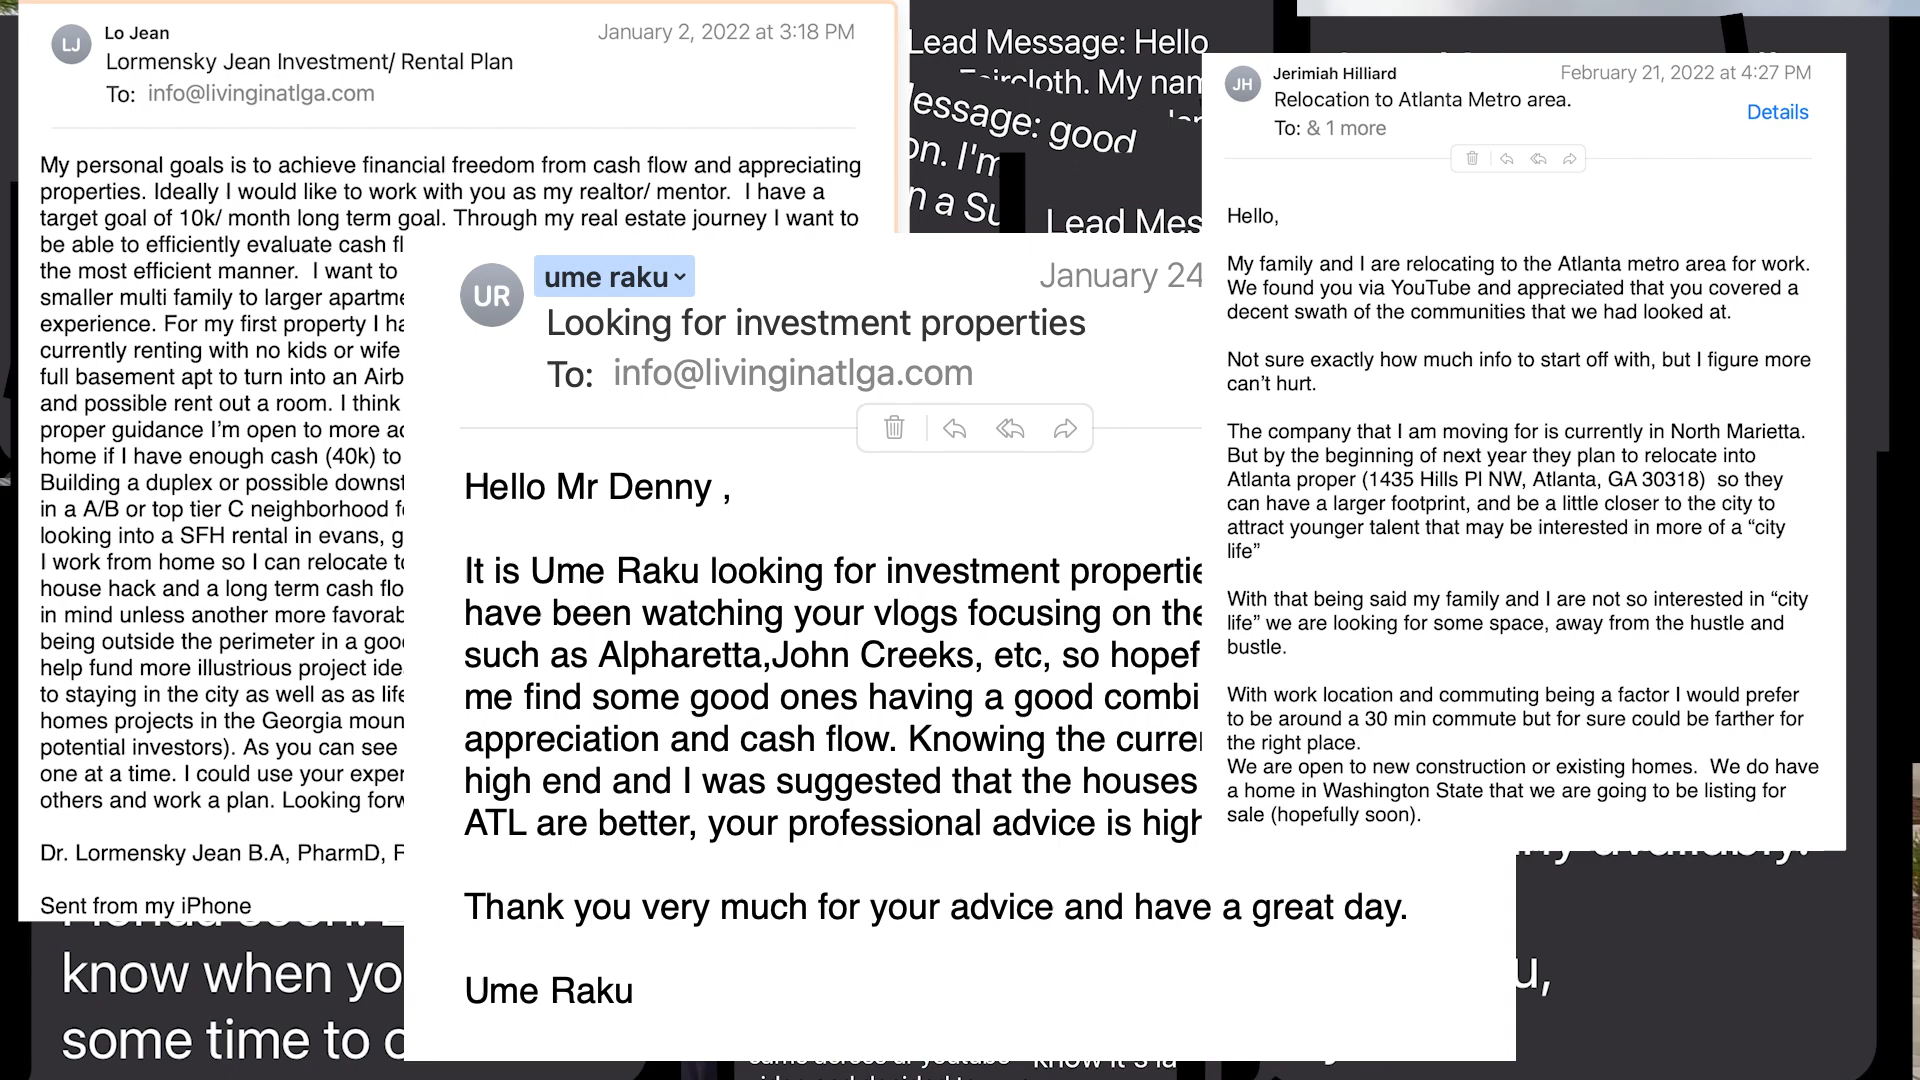 LJ
Lo Jean
January 2, 2022 at 3:18 PM
Lormensky Jean Investment/ Rental Plan
To: info@livinginatlga.com
My personal goals is to achieve financial freedom from cash flow and appreciating
properties. Ideally I would like to work with you as my realtor/ mentor. I have a
target goal of 10k/ month long term goal. Through my real estate journey I want to
be able to efficiently evaluate cash fl
the most efficient manner. I want to
smaller multi family to larger apartme
experience. For my first property I ha
currently renting with no kids or wife
full basement apt to turn into an Airb
and possible rent out a room. I think
proper guidance I'm open to more ac
home if I have enough cash (40k) to
Building a duplex or possible downst
in a A/B or top tier C neighborhood f
looking into a SFH rental in evans, g
I work from home so I can relocate to
house hack and a long term cash flo
in mind unless another more favorab
being outside the perimeter in a goo
help fund more illustrious project ide
to staying in the city as well as as life
homes projects in the Georgia moun
potential investors). As you can see
one at a time. I could use your exper
others and work a plan. Looking forw
Dr. Lormensky Jean B.A, PharmD,
Sent from my iPhone
know when yo
some time to
Lead Message: Hello
Faircloth. My nam
essage: good
on. I'm
n a Su
Lead Mes
UR
ume raku
January 24
Looking for investment properties
To: info@livinginatlga.com
Hello Mr Denny ,
It is Ume Raku looking for investment propertie
have been watching your vlogs focusing on the
such as Alpharetta,John Creeks, etc, so hopef
me find some good ones having a good combi
appreciation and cash flow. Knowing the curre
high end and I was suggested that the houses
ATL are better, your professional advice is high
Thank you very much for your advice and have a great day.
Ume Raku
JH
Jerimiah Hilliard
February 21, 2022 at 4:27 PM
Relocation to Atlanta Metro area.
Details
To: & 1 more
Hello,
My family and I are relocating to the Atlanta metro area for work.
We found you via YouTube and appreciated that you covered a
decent swath of the communities that we had looked at.
Not sure exactly how much info to start off with, but I figure more
can't hurt.
The company that I am moving for is currently in North Marietta.
But by the beginning of next year they plan to relocate into
Atlanta proper (1435 Hills Pl NW, Atlanta, GA 30318) so they
can have a larger footprint, and be a little closer to the city to
attract younger talent that may be interested in more of a “city
life”
With that being said my family and I are not so interested in “city
life” we are looking for some space, away from the hustle and
bustle.
With work location and commuting being a factor I would prefer
to be around a 30 min commute but for sure could be farther for
the right place.
We are open to new construction or existing homes. We do have
a home in Washington State that we are going to be listing for
sale (hopefully soon).
u,